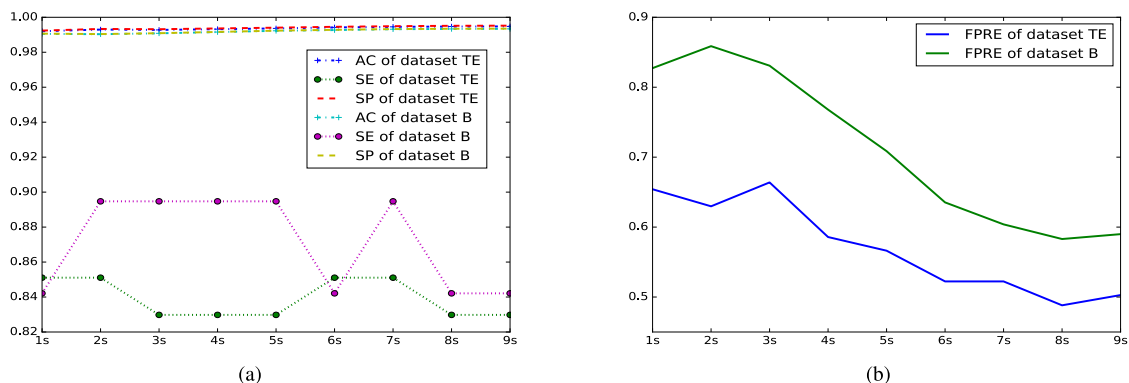 1.00
0.98
0.96
0.94
0.92
0.90
0.88
0.86
0.84
0.82
1s 2s 3s 4s 5s 6s 7s 8s 9s
AC of dataset TE
SE of dataset TE
SP of dataset TE
AC of dataset B
SE of dataset B
SP of dataset B
(a)
0.9
0.8
0.7
0.6
0.5
1s 2s 3s 4s 5s 6s 7s 8s 9s
FPRE of dataset TE
FPRE of dataset B
(b)